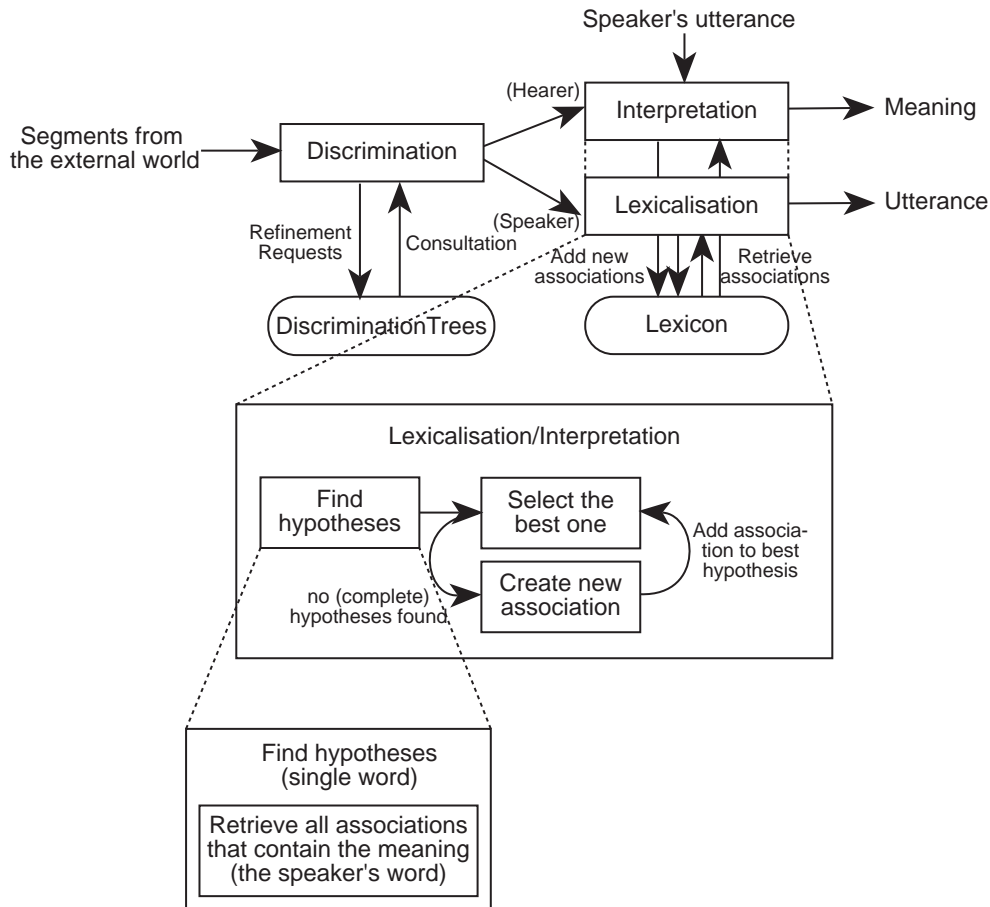 Speaker's utterance
(Hearer)
Interpretation
Meaning
Segments from
the external world
Discrimination
Lexicalisation
Utterance
(Speaker)
Refinement
Requests
Consultation
Add new
associations
Retrieve
associations
DiscriminationTrees
Lexicon
Lexicalisation/Interpretation
Find
hypotheses
Select the
best one
Add associa-
tion to best
hypothesis
no (complete)
hypotheses found
Create new
association
Find hypotheses
(single word)
Retrieve all associations
that contain the meaning
(the speaker's word)